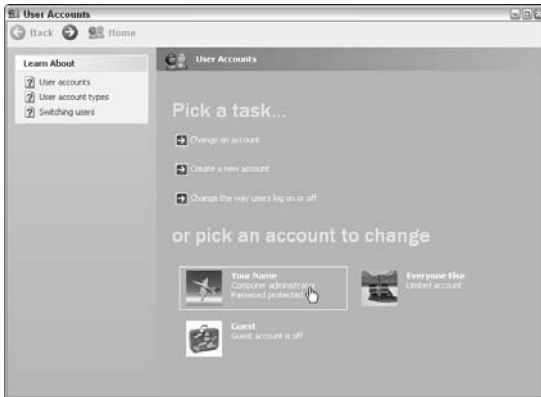 User Accounts
Back Home
Learn About
User accounts
User account types
Switching users
User Accounts
Pick a task...
Change an account
Create a new account
Change the way users log on or off
or pick an account to change
Your Name
Computer administrator
Password protected
Everyone Else
Limited account
Guest
Guest account is off